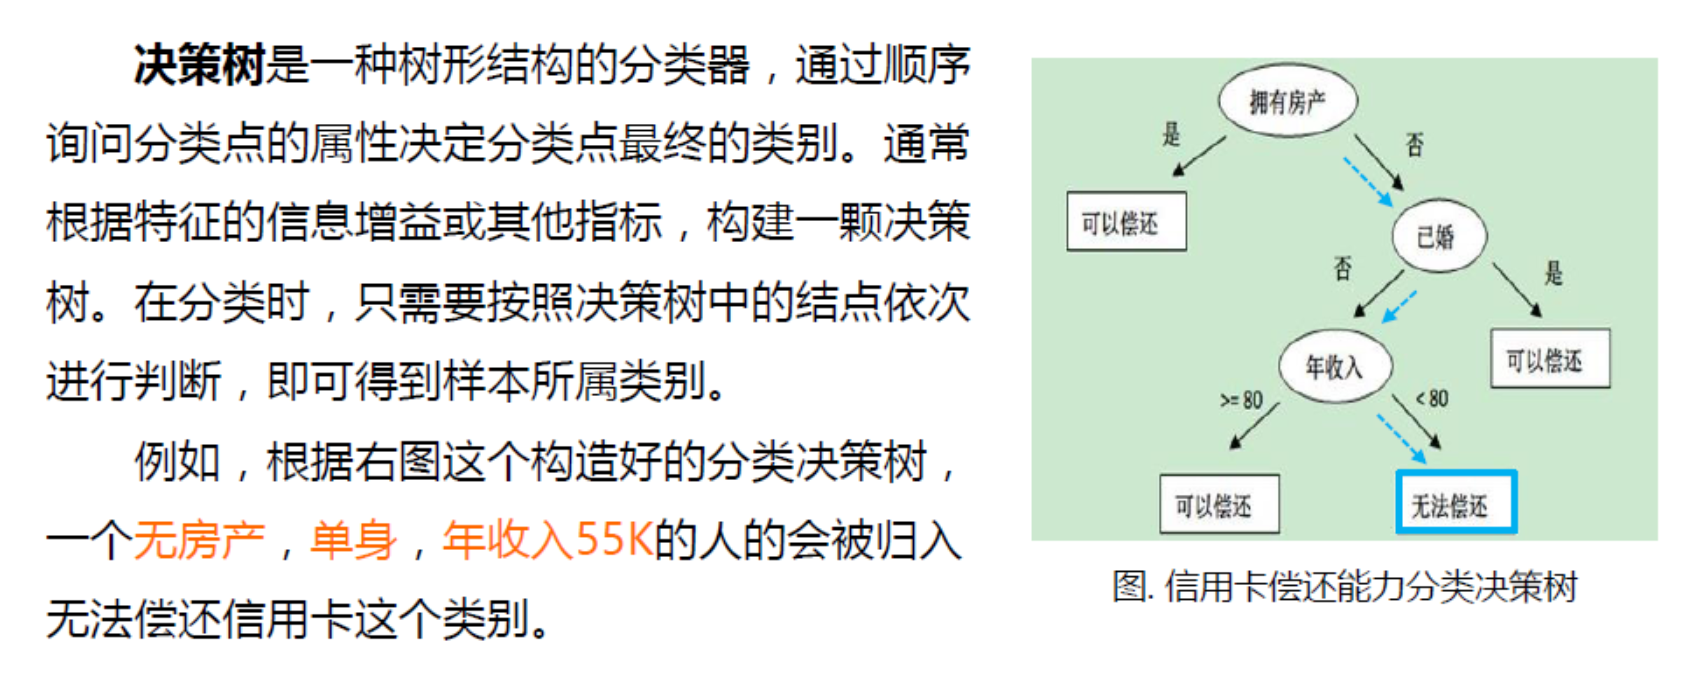 决策树是一种树形结构的分类器，通过顺序
询问分类点的属性决定分类点最终的类别。通常
根据特征的信息增益或其他指标，构建一颗决策
树。在分类时，只需要按照决策树中的结点依次
进行判断，即可得到样本所属类别。
例如，根据右图这个构造好的分类决策树，
一个无房产，单身，年收入55K的人的会被归入
无法偿还信用卡这个类别。
拥有房产
是
否
可以偿还
已婚
否
是
年收入
可以偿还
>= 80
< 80
可以偿还
无法偿还
图. 信用卡偿还能力分类决策树